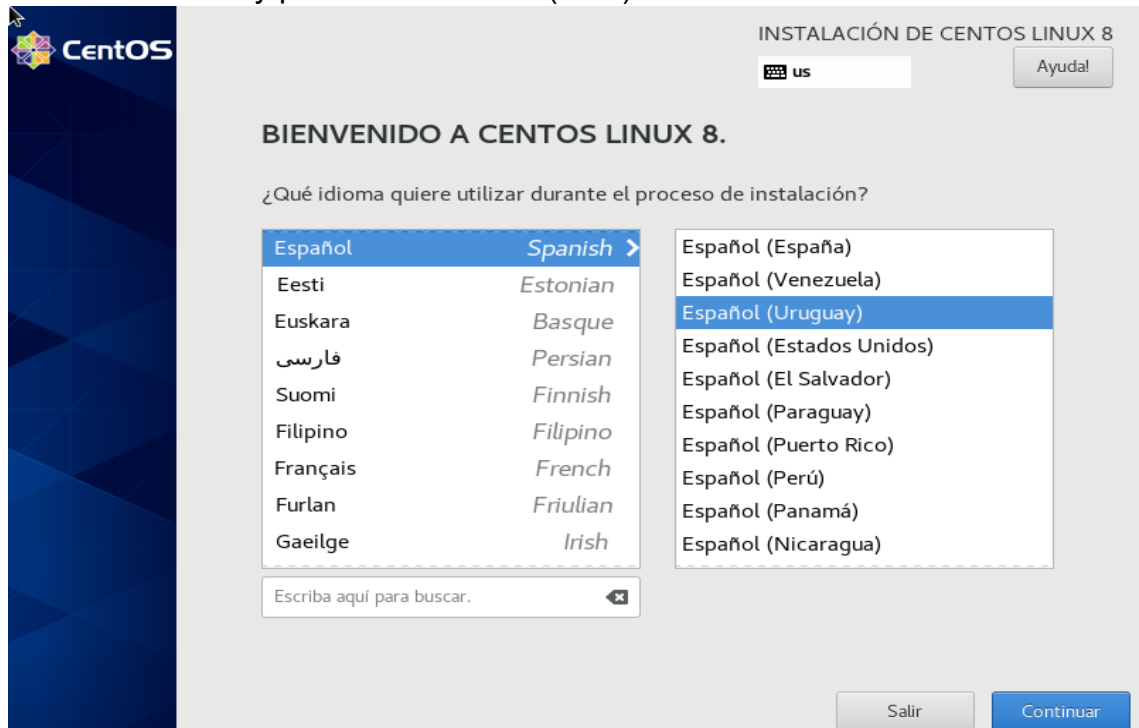 CentOS
INSTALACIÓN DE CENTOS LINUX 8
us
Ayuda!
BIENVENIDO A CENTOS LINUX 8.
¿Qué idioma quiere utilizar durante el proceso de instalación?
Español Spanish
Eesti Estonian
Euskara Basque
فارسی Persian
Suomi Finnish
Filipino Filipino
Français French
Furlan Friulian
Gaeilge Irish
Escriba aquí para buscar.
Español (España)
Español (Venezuela)
Español (Uruguay)
Español (Estados Unidos)
Español (El Salvador)
Español (Paraguay)
Español (Puerto Rico)
Español (Perú)
Español (Panamá)
Español (Nicaragua)
Salir
Continuar